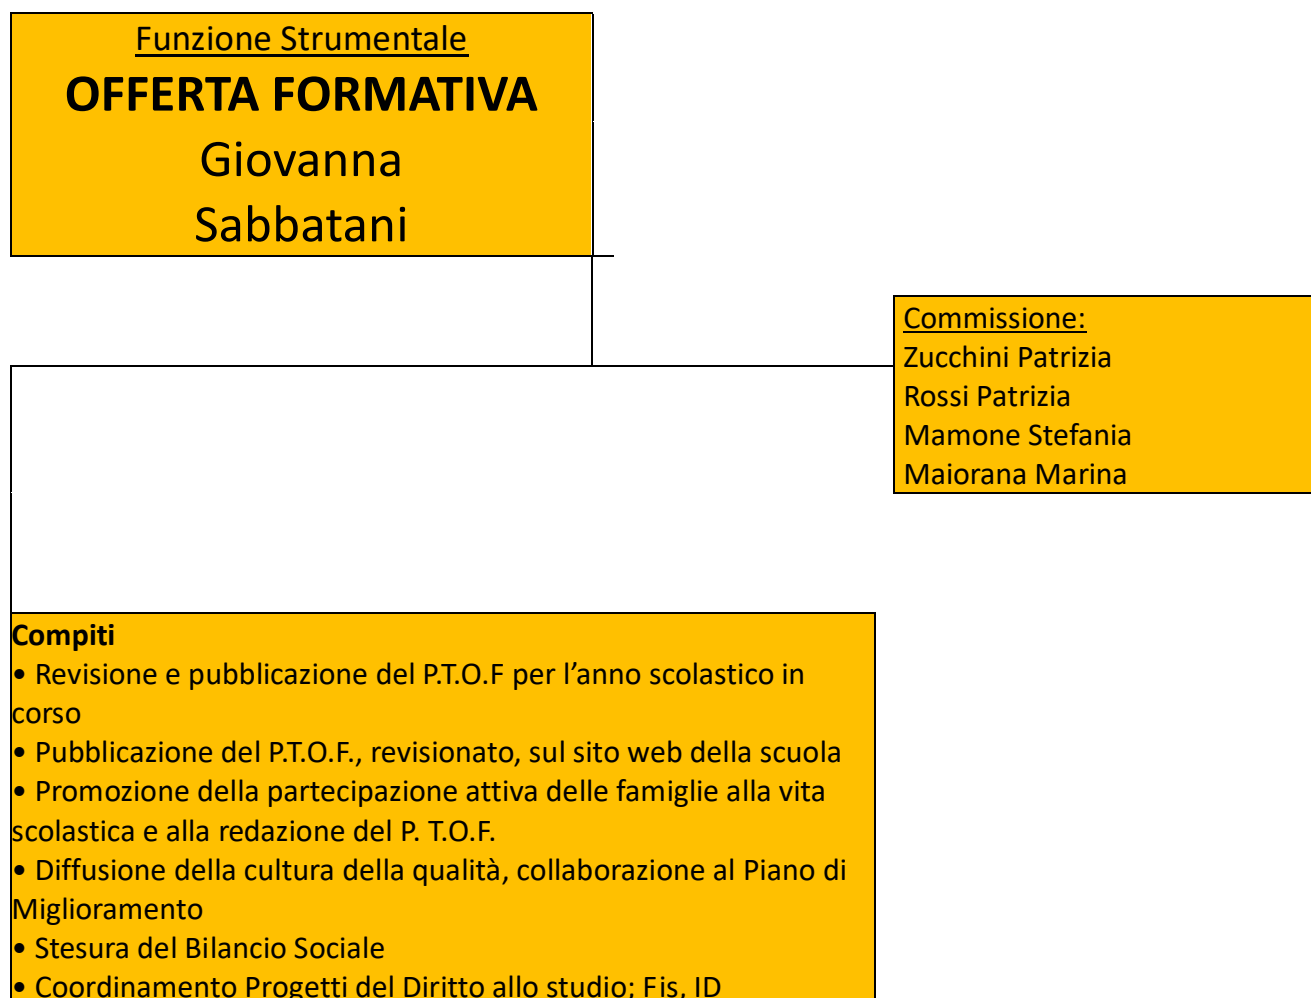 Funzione Strumentale
OFFERTA FORMATIVA
Giovanna
Sabbatani
Commissione:
Zucchini Patrizia
Rossi Patrizia
Mamone Stefania
Maiorana Marina
Compiti
• Revisione e pubblicazione del P.T.O.F per l’anno scolastico in
corso
• Pubblicazione del P.T.O.F., revisionato, sul sito web della scuola
• Promozione della partecipazione attiva delle famiglie alla vita
scolastica e alla redazione del P. T.O.F.
• Diffusione della cultura della qualità, collaborazione al Piano di
Miglioramento
• Stesura del Bilancio Sociale
• Coordinamento Progetti del Diritto allo studio; Fis, ID